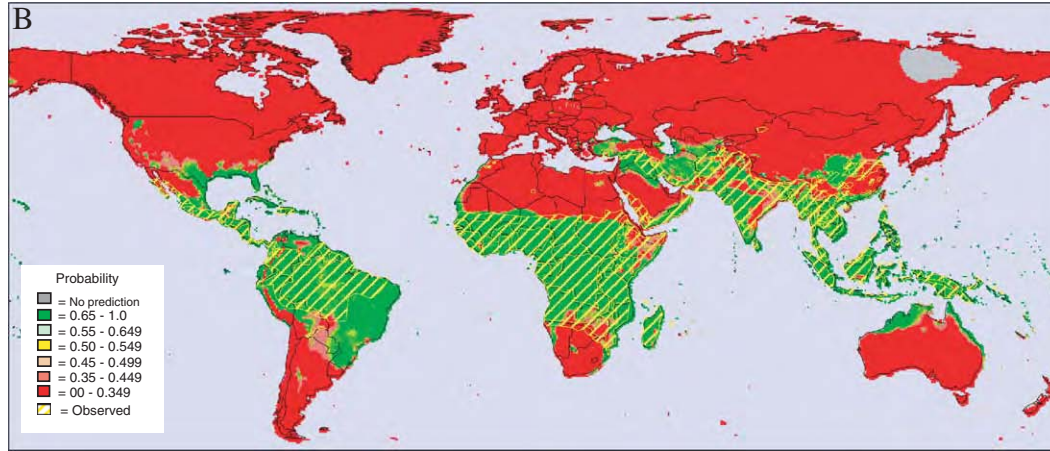 B
Probability
= No prediction
= 0.65 - 1.0
= 0.55 - 0.649
= 0.50 - 0.549
= 0.45 - 0.499
= 0.35 - 0.449
= 00 - 0.349
= Observed